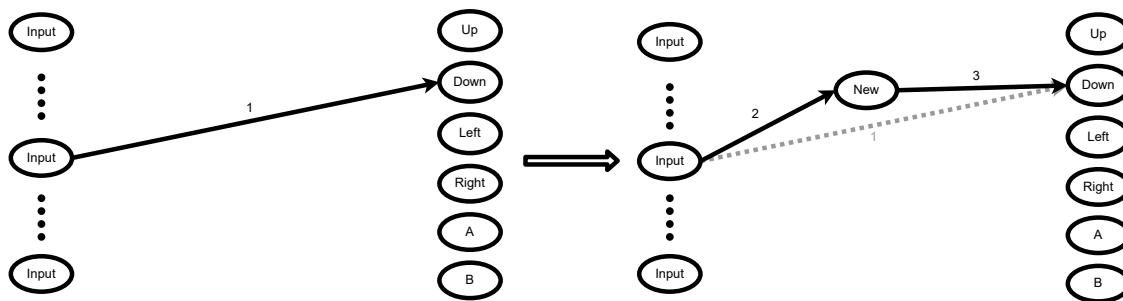 Input
Input
Input
1
Up
Down
Left
Right
A
B
Input
Input
Input
2
New
3
1
Up
Down
Left
Right
A
B